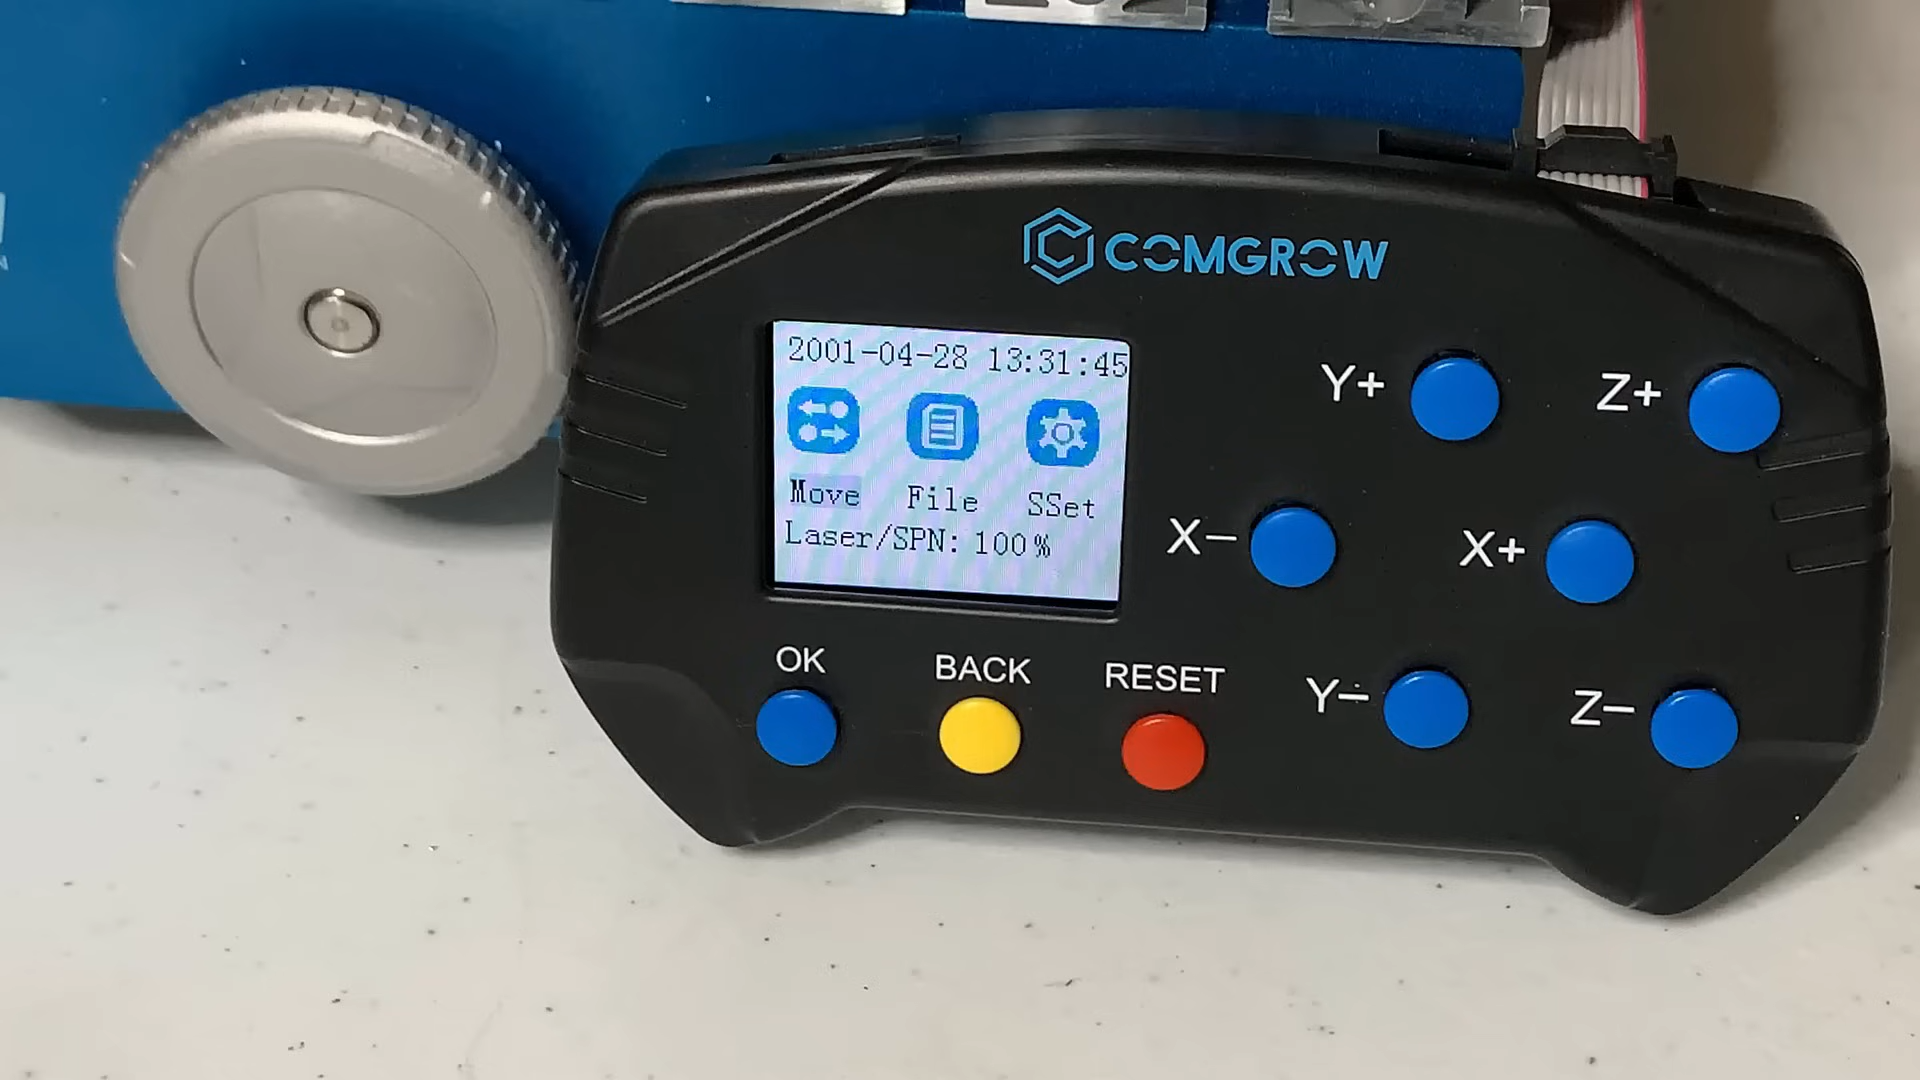 COMGROW
2001-04-28 13:31:45
Move File SSet
Laser/SPN: 100%
Y+ Z+
X− X+
Y− Z−
OK BACK RESET